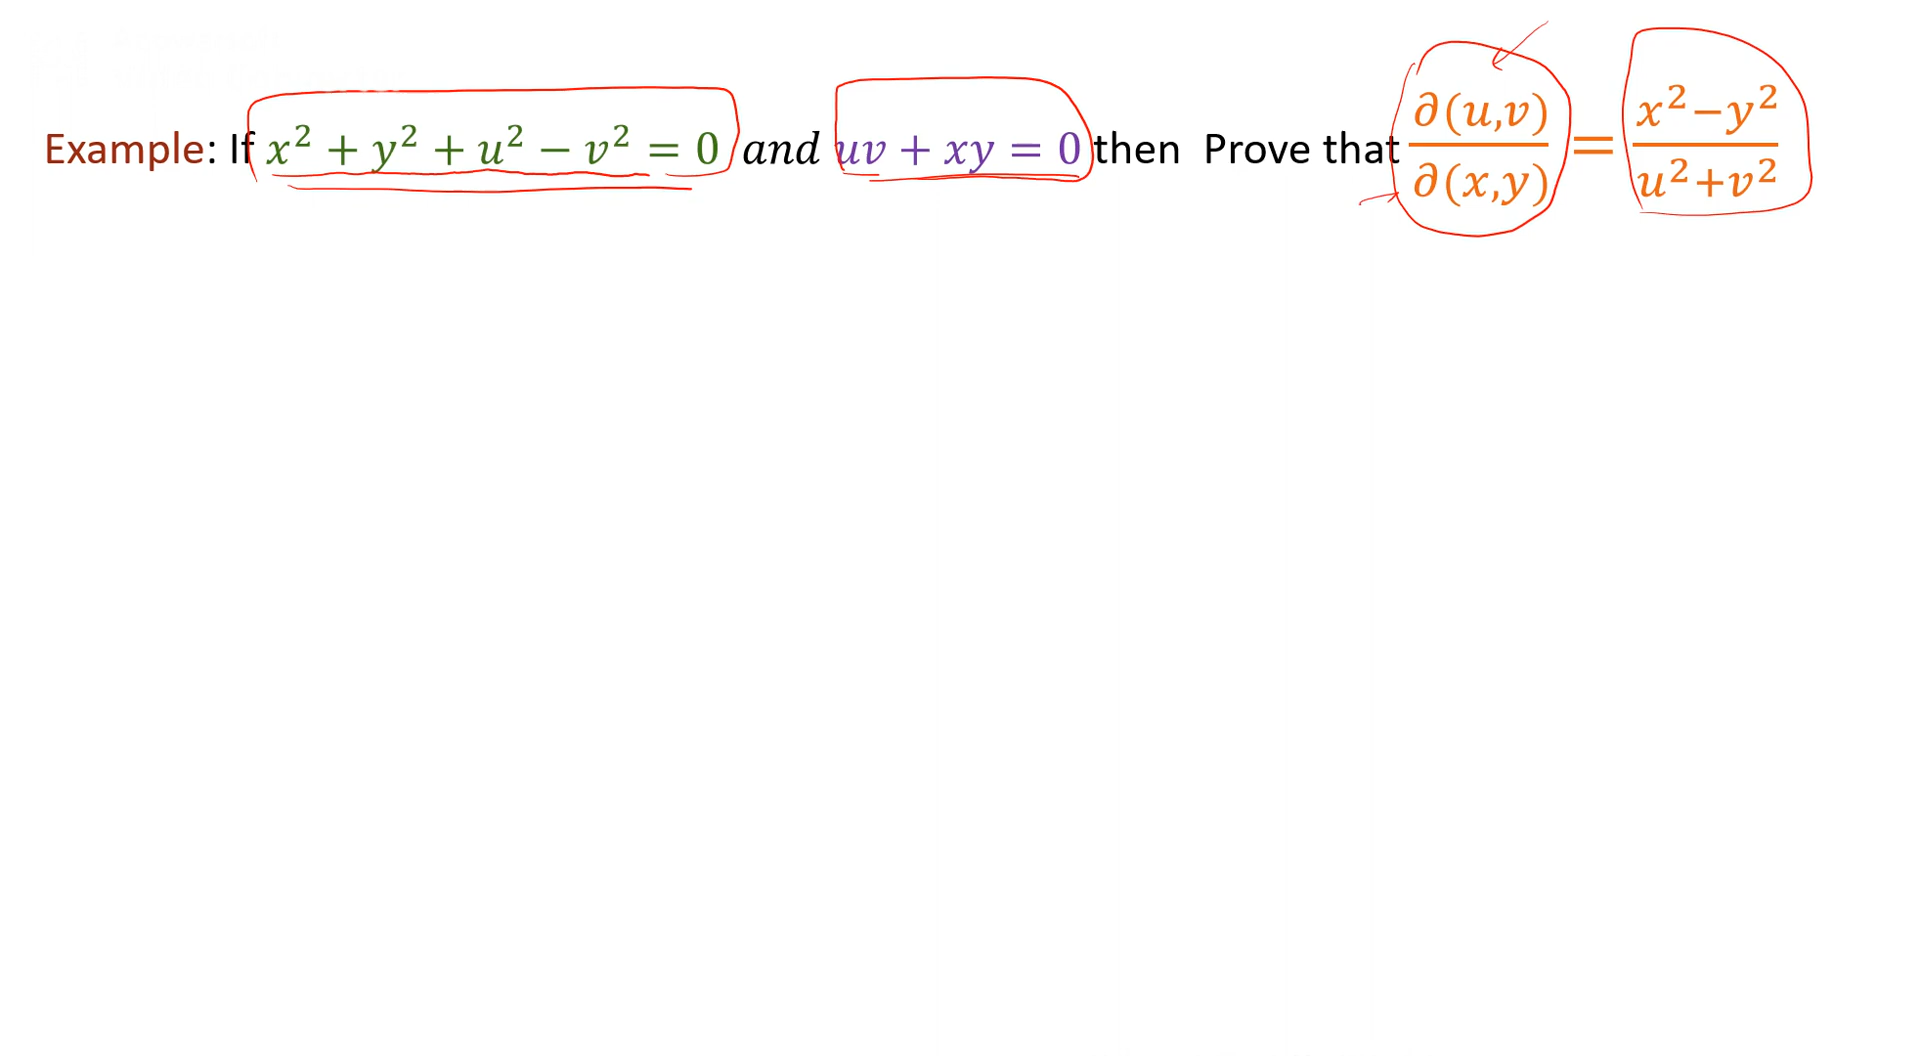 Example: If x² + y² + u² − v² = 0 and uv + xy = 0 then Prove that ∂(u,v)/∂(x,y) = x²−y²/u²+v²